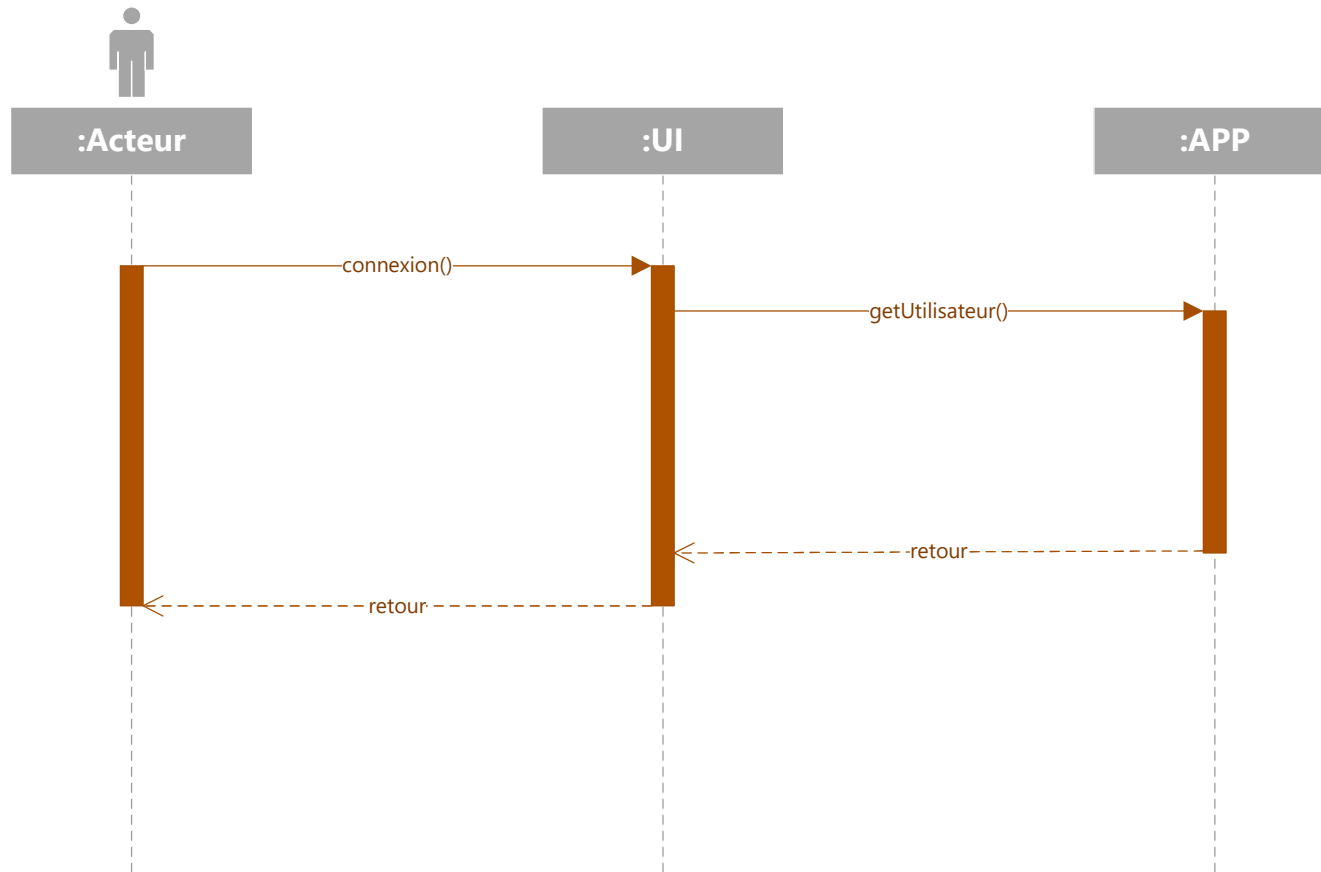 :Acteur
:UI
:APP
connexion()
getUtilisateur()
retour
retour